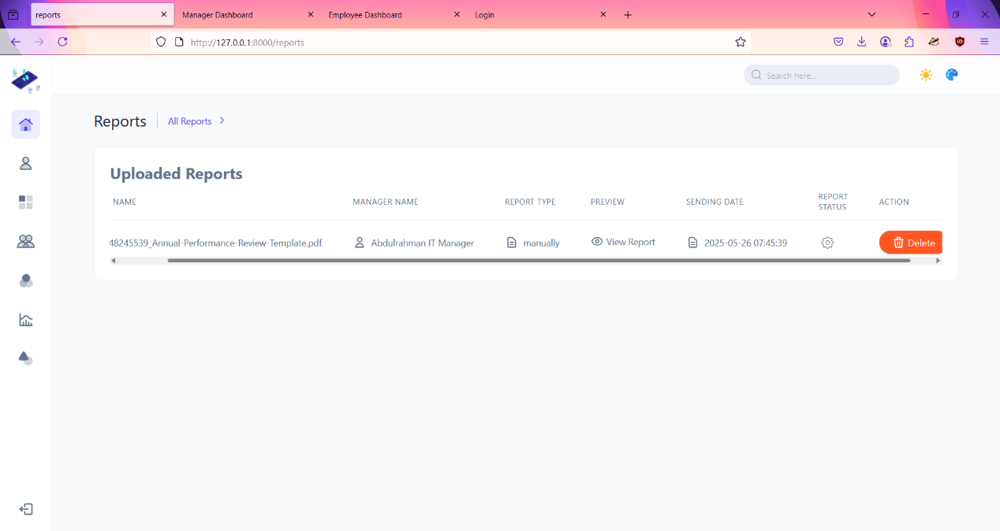 reports
Manager Dashboard
Employee Dashboard
Login
http://127.0.0.1:8000/reports
Search here...
Reports
All Reports
Uploaded Reports
NAME MANAGER NAME REPORT TYPE PREVIEW SENDING DATE REPORT STATUS ACTION
48245539_Annual-Performance-Review-Template.pdf Abdulrahman IT Manager manually View Report 2025-05-26 07:45:39 Delete